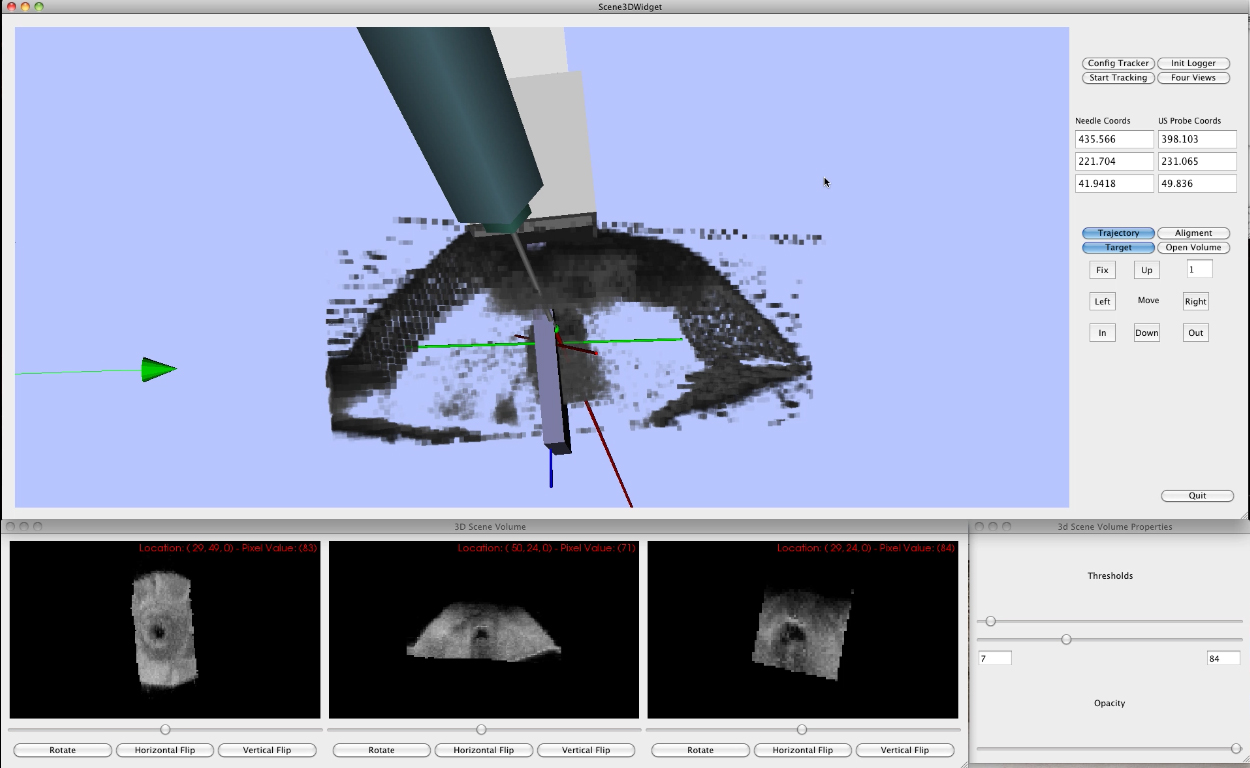 Scene3DWidget
Config Tracker Init Logger
Start Tracking Four Views
Needle Coords US Probe Coords
435.566 398.103
221.704 231.065
41.9418 49.836
Trajectory Aligment
Target Open Volume
Fix Up 1
Left Move Right
In Down Out
Quit
3D Scene Volume
Location: ( 29, 49, 0) - Pixel Value: (83)
Location: ( 50, 24, 0) - Pixel Value: (71)
Location: ( 29, 24, 0) - Pixel Value: (84)
Rotate Horizontal Flip Vertical Flip
Rotate Horizontal Flip Vertical Flip
Rotate Horizontal Flip Vertical Flip
3d Scene Volume Properties
Thresholds
7 84
Opacity